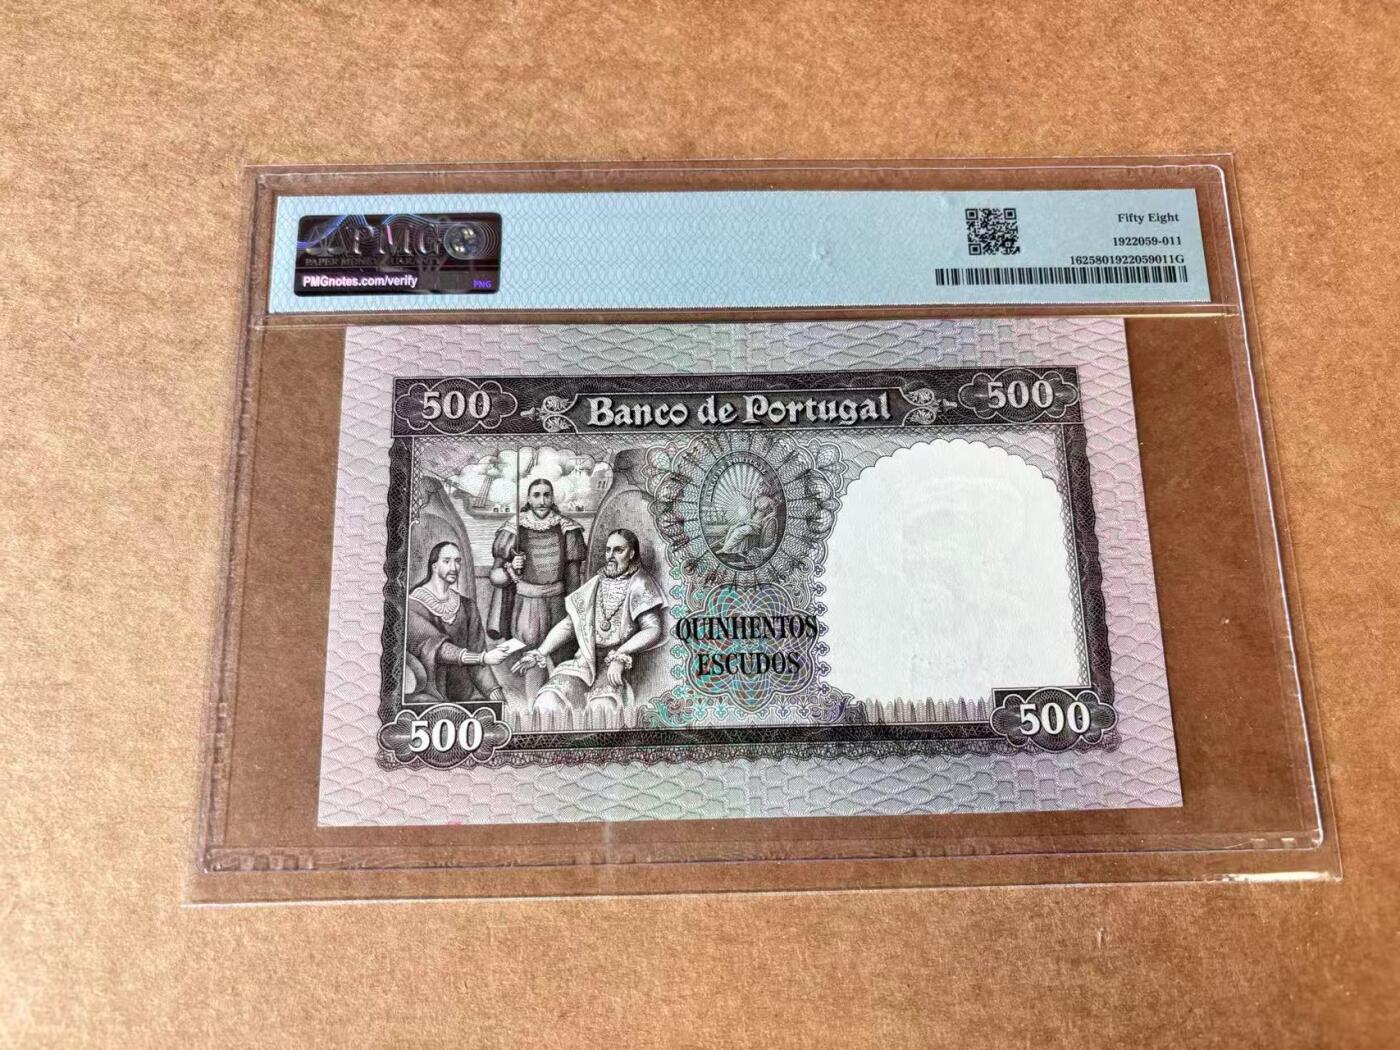 PMG
PAPER MONEY GUARANTY
PMGnotes.com/verify
PNG
Fifty Eight
1922059-011
1625801922059011G
500
Banco de Portugal
500
QUINHENTOS
ESCUDOS
500
500